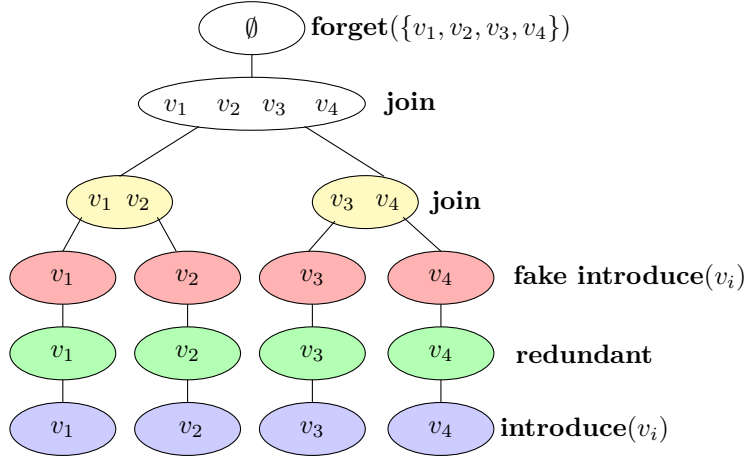 ∅ forget({v₁, v₂, v₃, v₄})
v₁ v₂ v₃ v₄ join
v₁ v₂ v₃ v₄ join
v₁ v₂ v₃ v₄ fake introduce(vᵢ)
v₁ v₂ v₃ v₄ redundant
v₁ v₂ v₃ v₄ introduce(vᵢ)